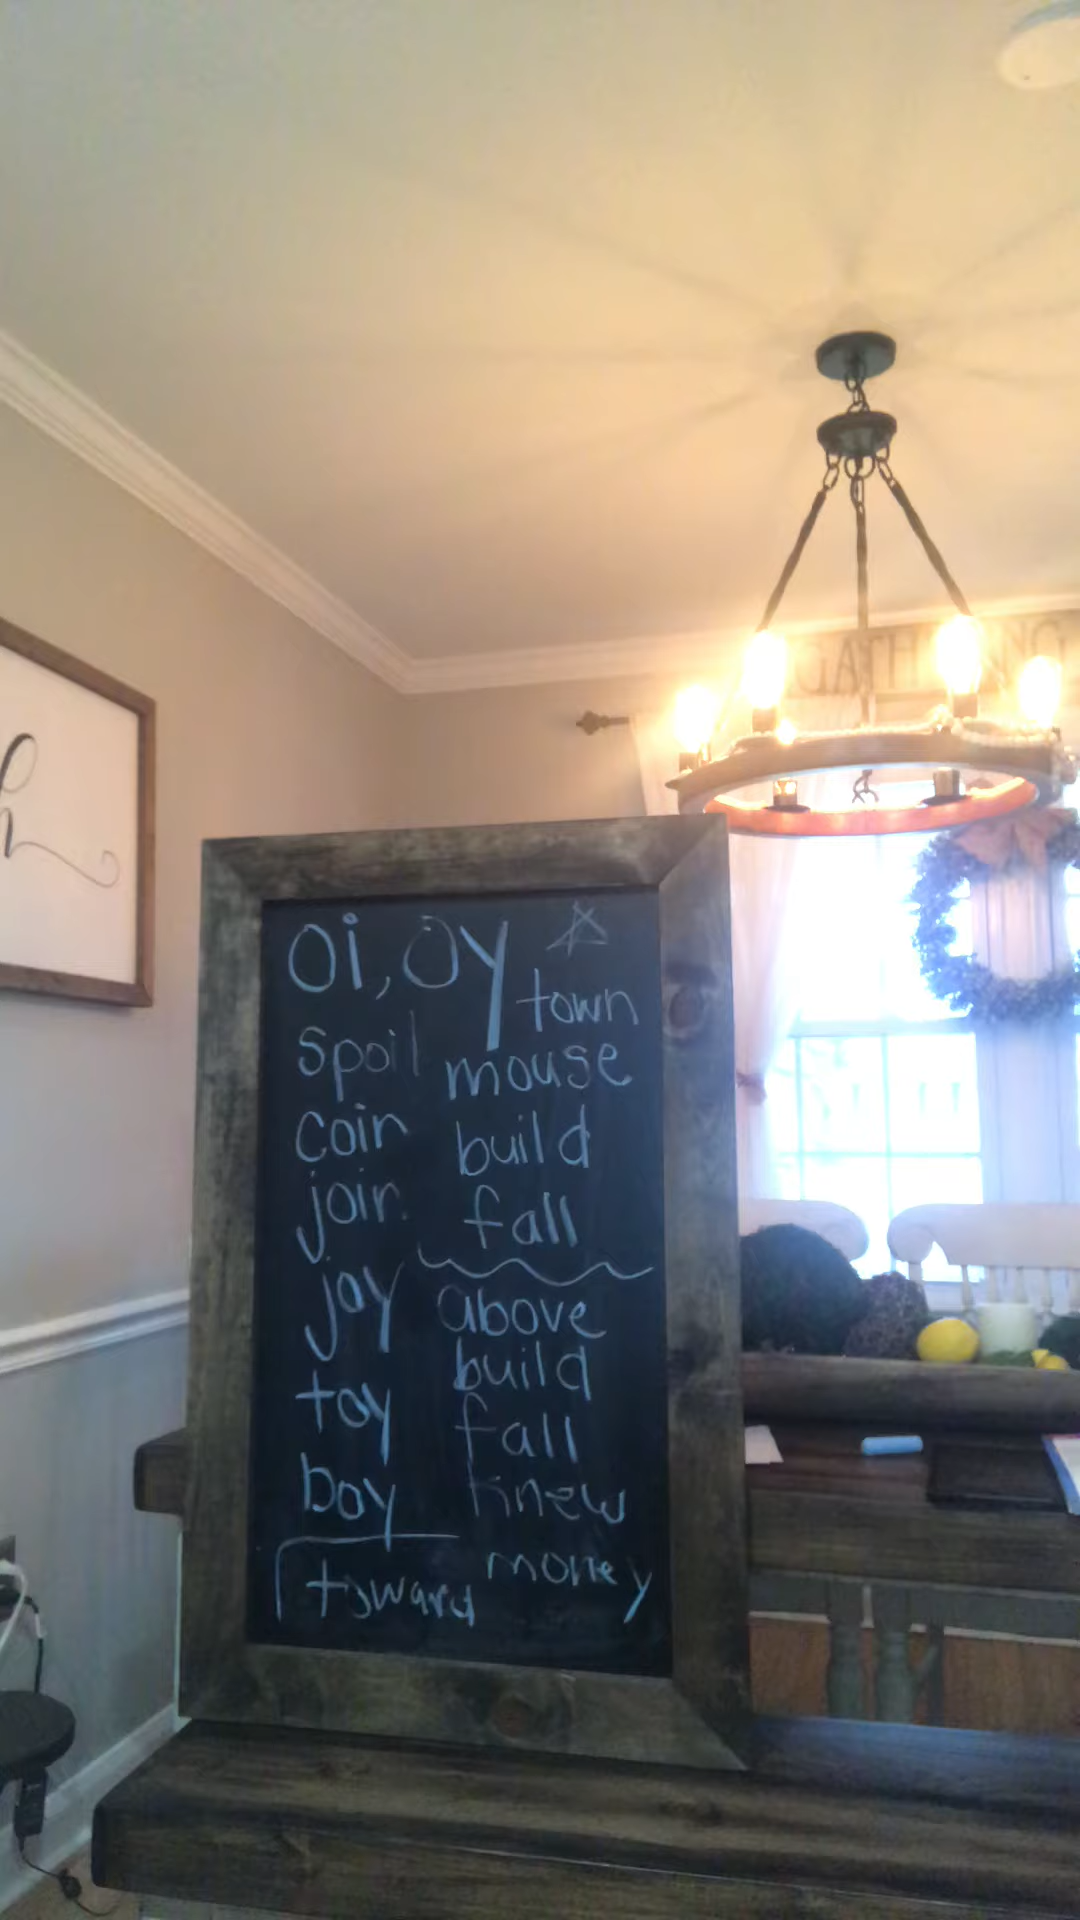 oi, oy
spoil
coin
join
joy
toy
boy
toward
town
mouse
build
fall
above
build
fall
knew
money
h